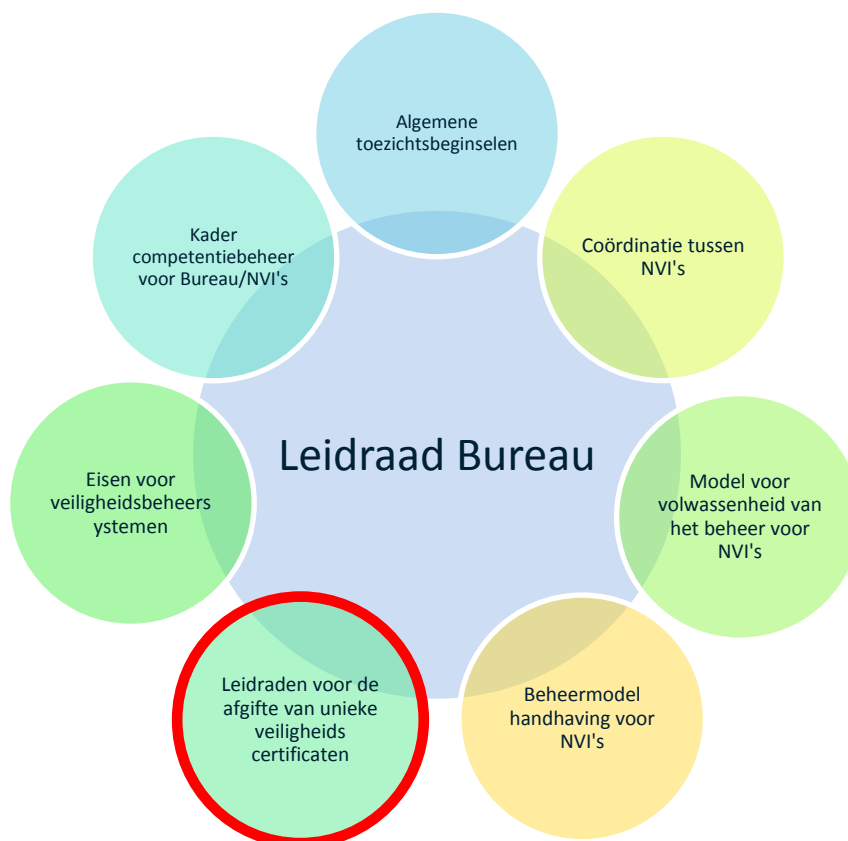 Algemene
toezichtsbeginselen
Coördinatie tussen
NVI's
Kader
competentiebeheer
voor Bureau/NVI's
Leidraad Bureau
Eisen voor
veiligheidsbeheers
ystemen
Model voor
volwassenheid van
het beheer voor
NVI's
Leidraden voor de
afgifte van unieke
veiligheids
certificaten
Beheermodel
handhaving voor
NVI's